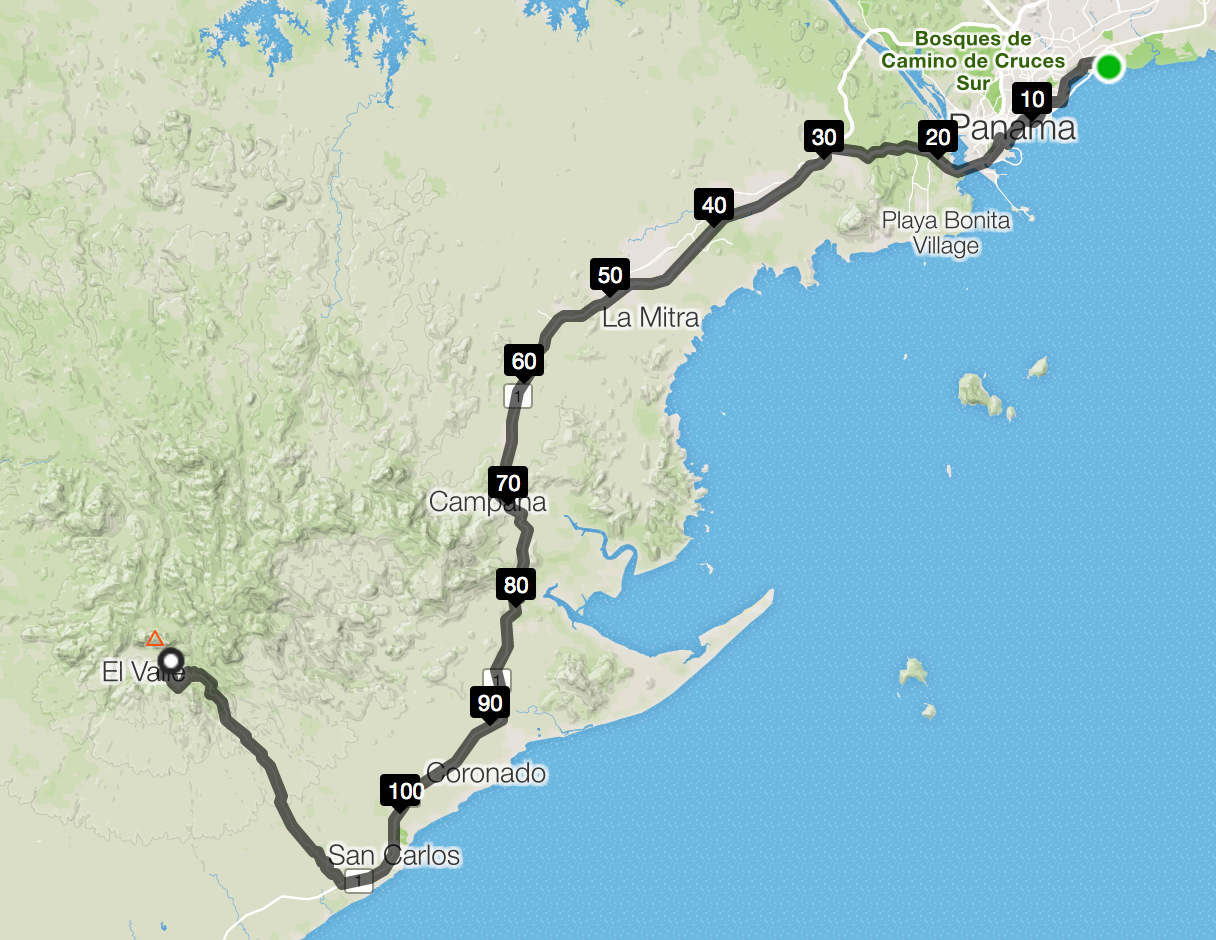 Bosques de
Camino de Cruces
Sur
10
Panama
20
30
Playa Bonita
Village
40
50
La Mitra
60
1
70
Campana
80
El Valle
1
90
Coronado
100
San Carlos
1